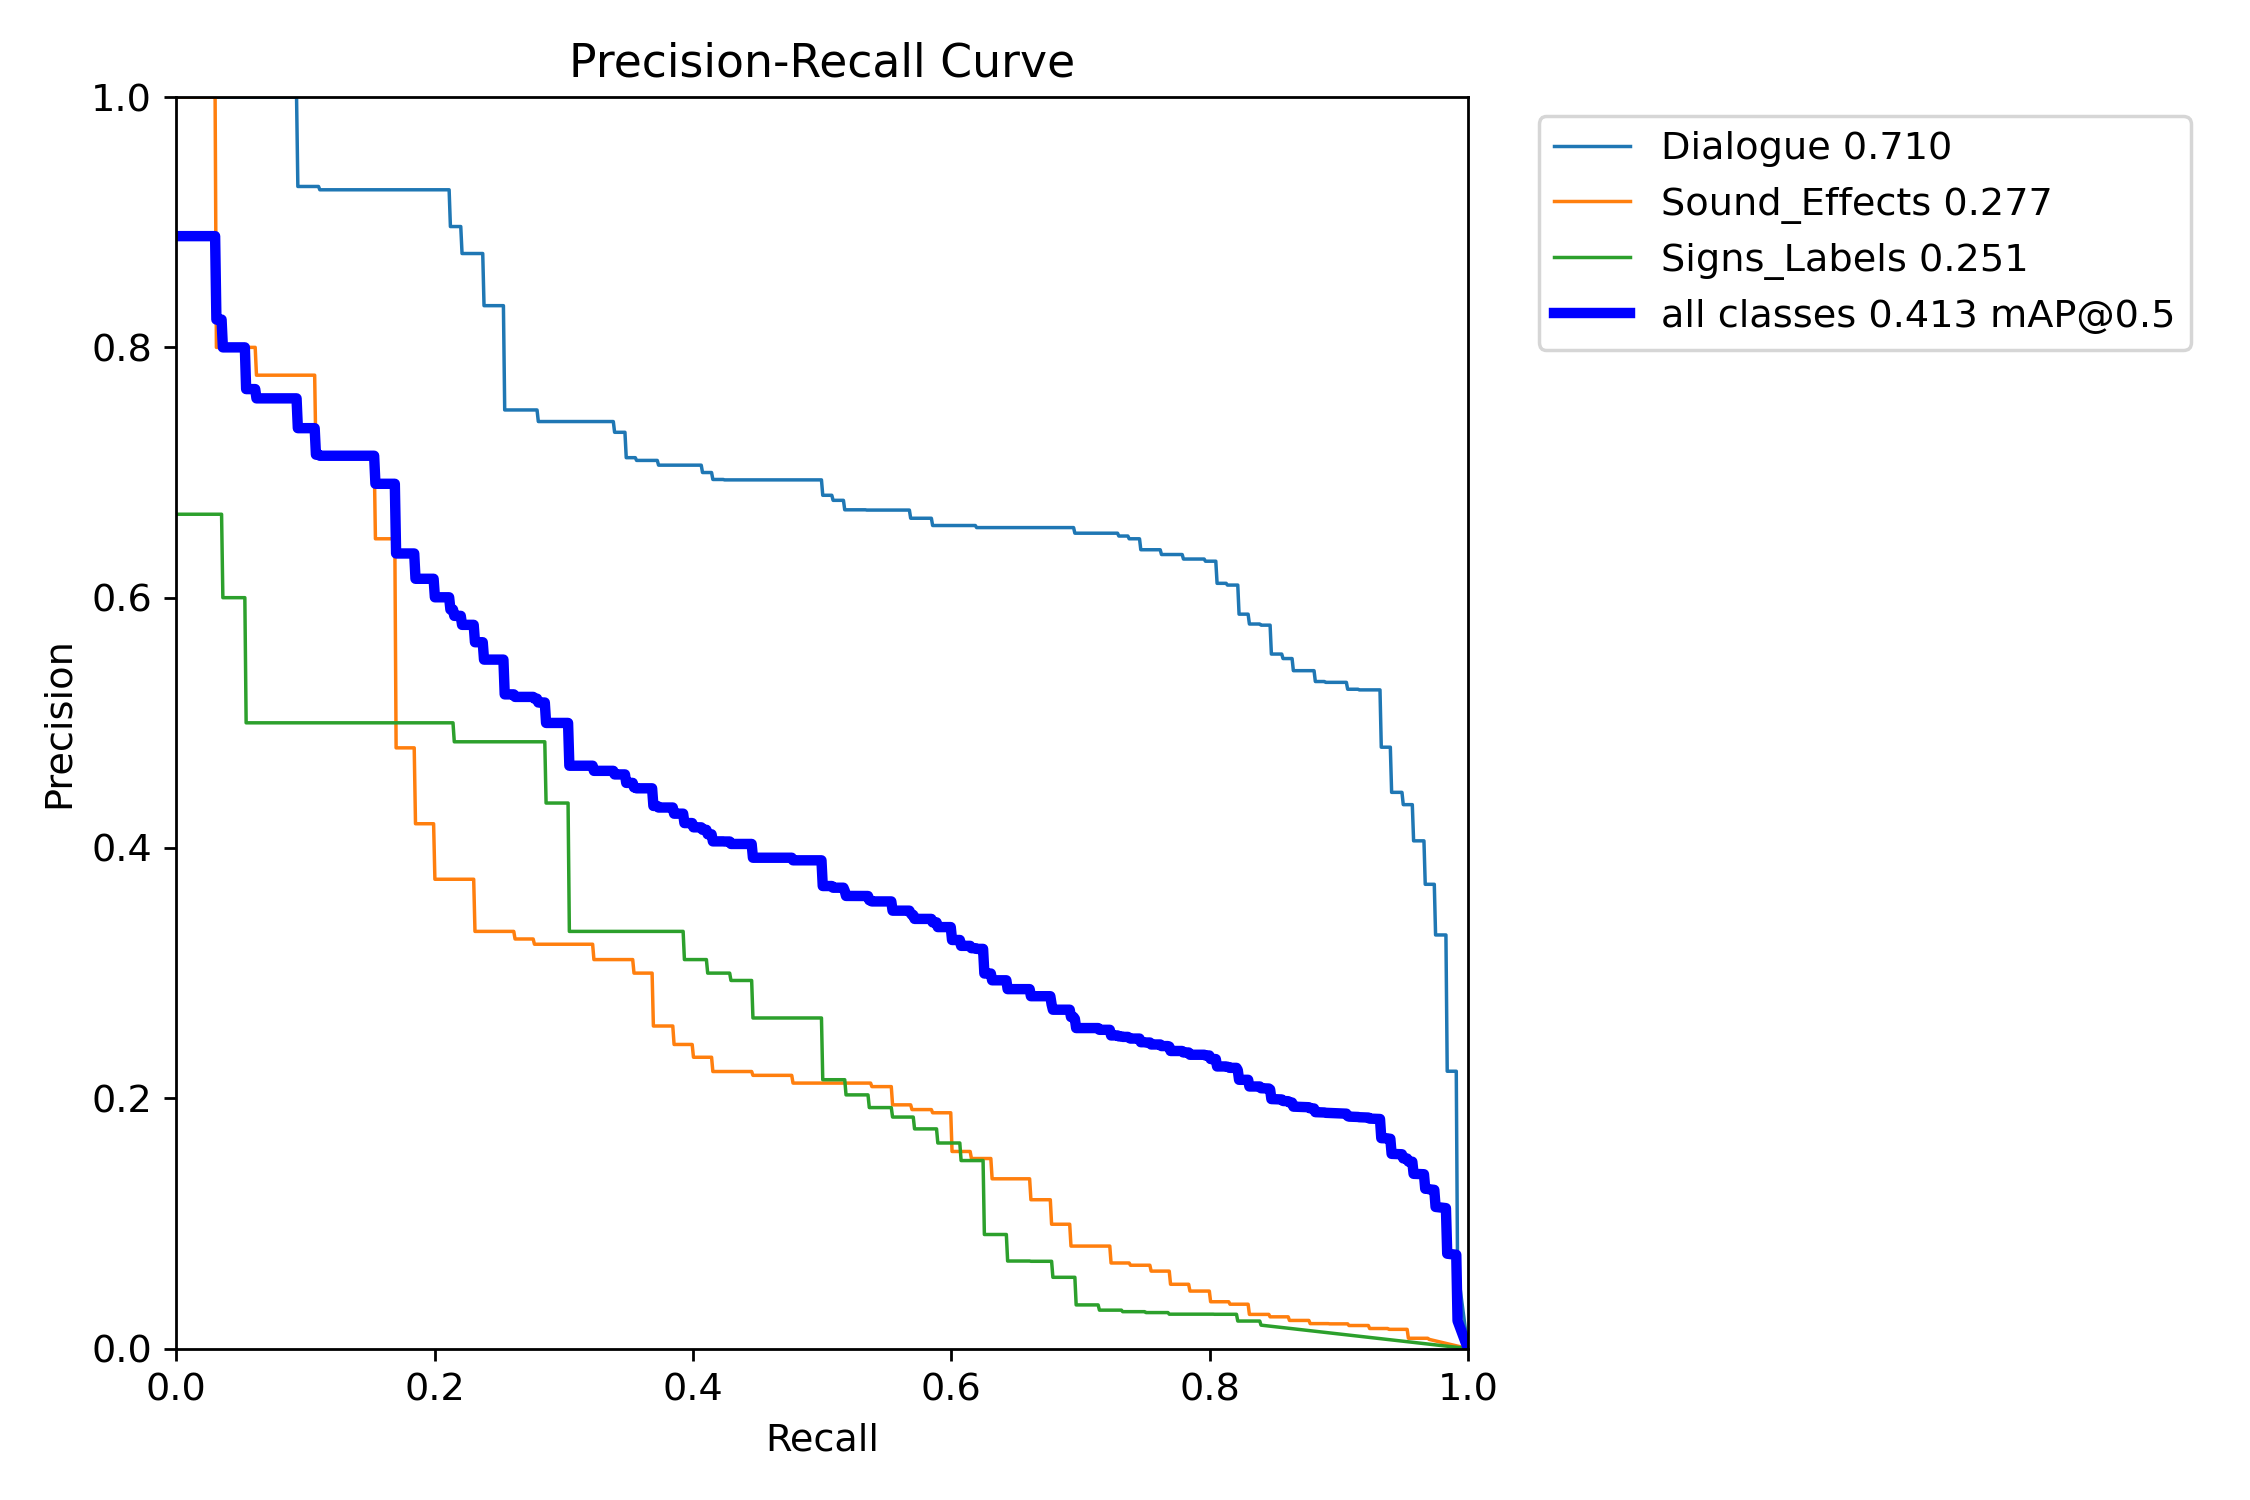 Precision-Recall Curve
Dialogue 0.710
Sound_Effects 0.277
Signs_Labels 0.251
all classes 0.413 mAP@0.5
Precision
1.0
0.8
0.6
0.4
0.2
0.0
0.0 0.2 0.4 0.6 0.8 1.0
Recall